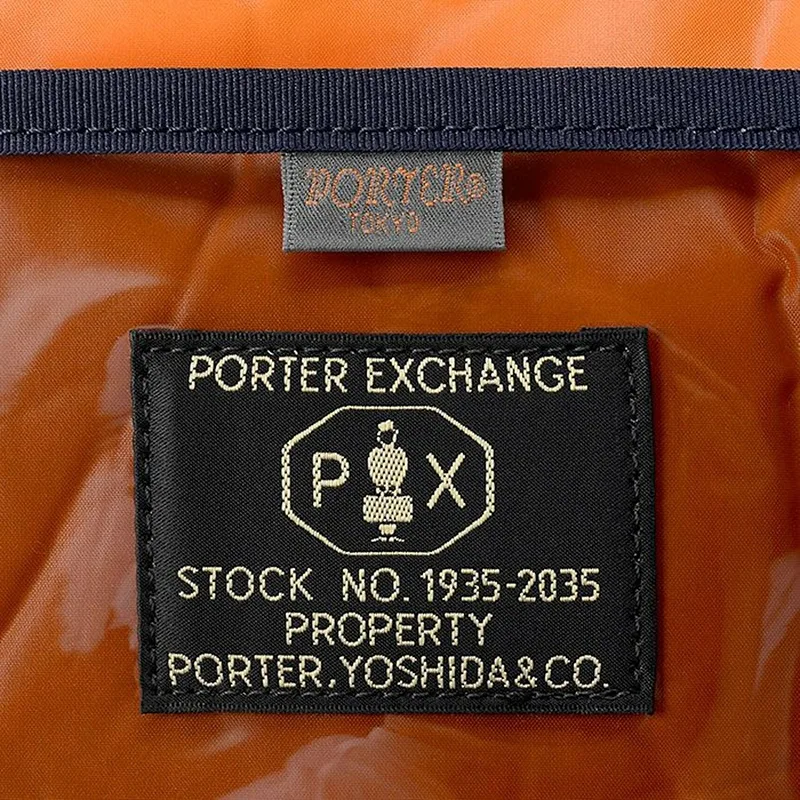 PORTER®
TOKYO
PORTER EXCHANGE
P X
STOCK NO. 1935-2035
PROPERTY
PORTER, YOSHIDA & CO.